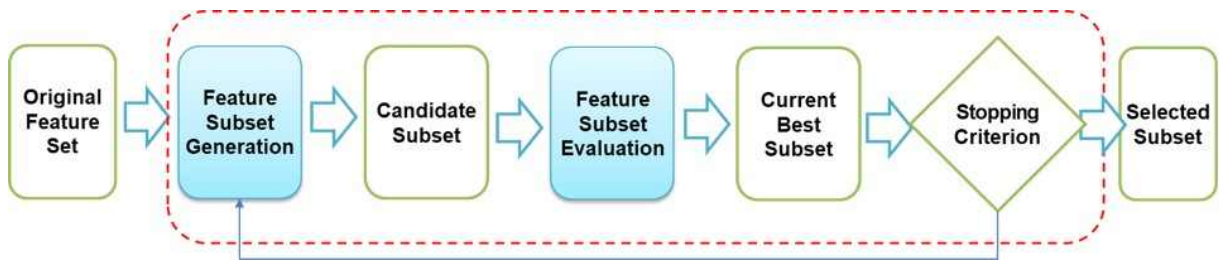 Original
Feature
Set
Feature
Subset
Generation
Candidate
Subset
Feature
Subset
Evaluation
Current
Best
Subset
Stopping
Criterion
Selected
Subset